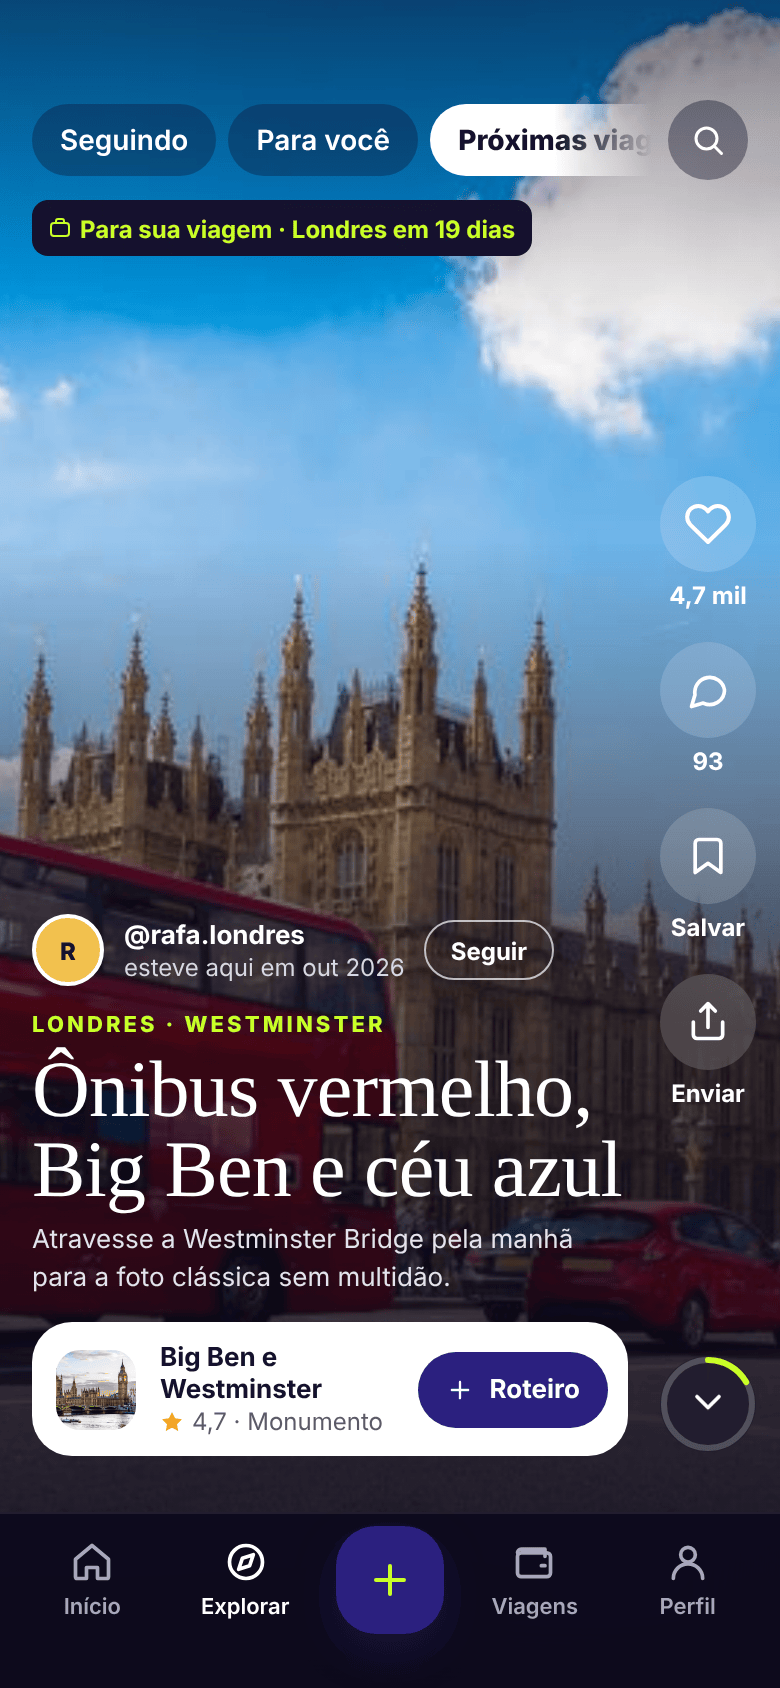 Seguindo
Para você
Próximas viag
Para sua viagem · Londres em 19 dias
4,7 mil
93
Salvar
R
@rafa.londres
esteve aqui em out 2026
Seguir
LONDRES · WESTMINSTER
Enviar
Ônibus vermelho,
Big Ben e céu azul
Atravesse a Westminster Bridge pela manhã
para a foto clássica sem multidão.
Big Ben e
Westminster
4,7 · Monumento
Roteiro
Início
Explorar
Viagens
Perfil